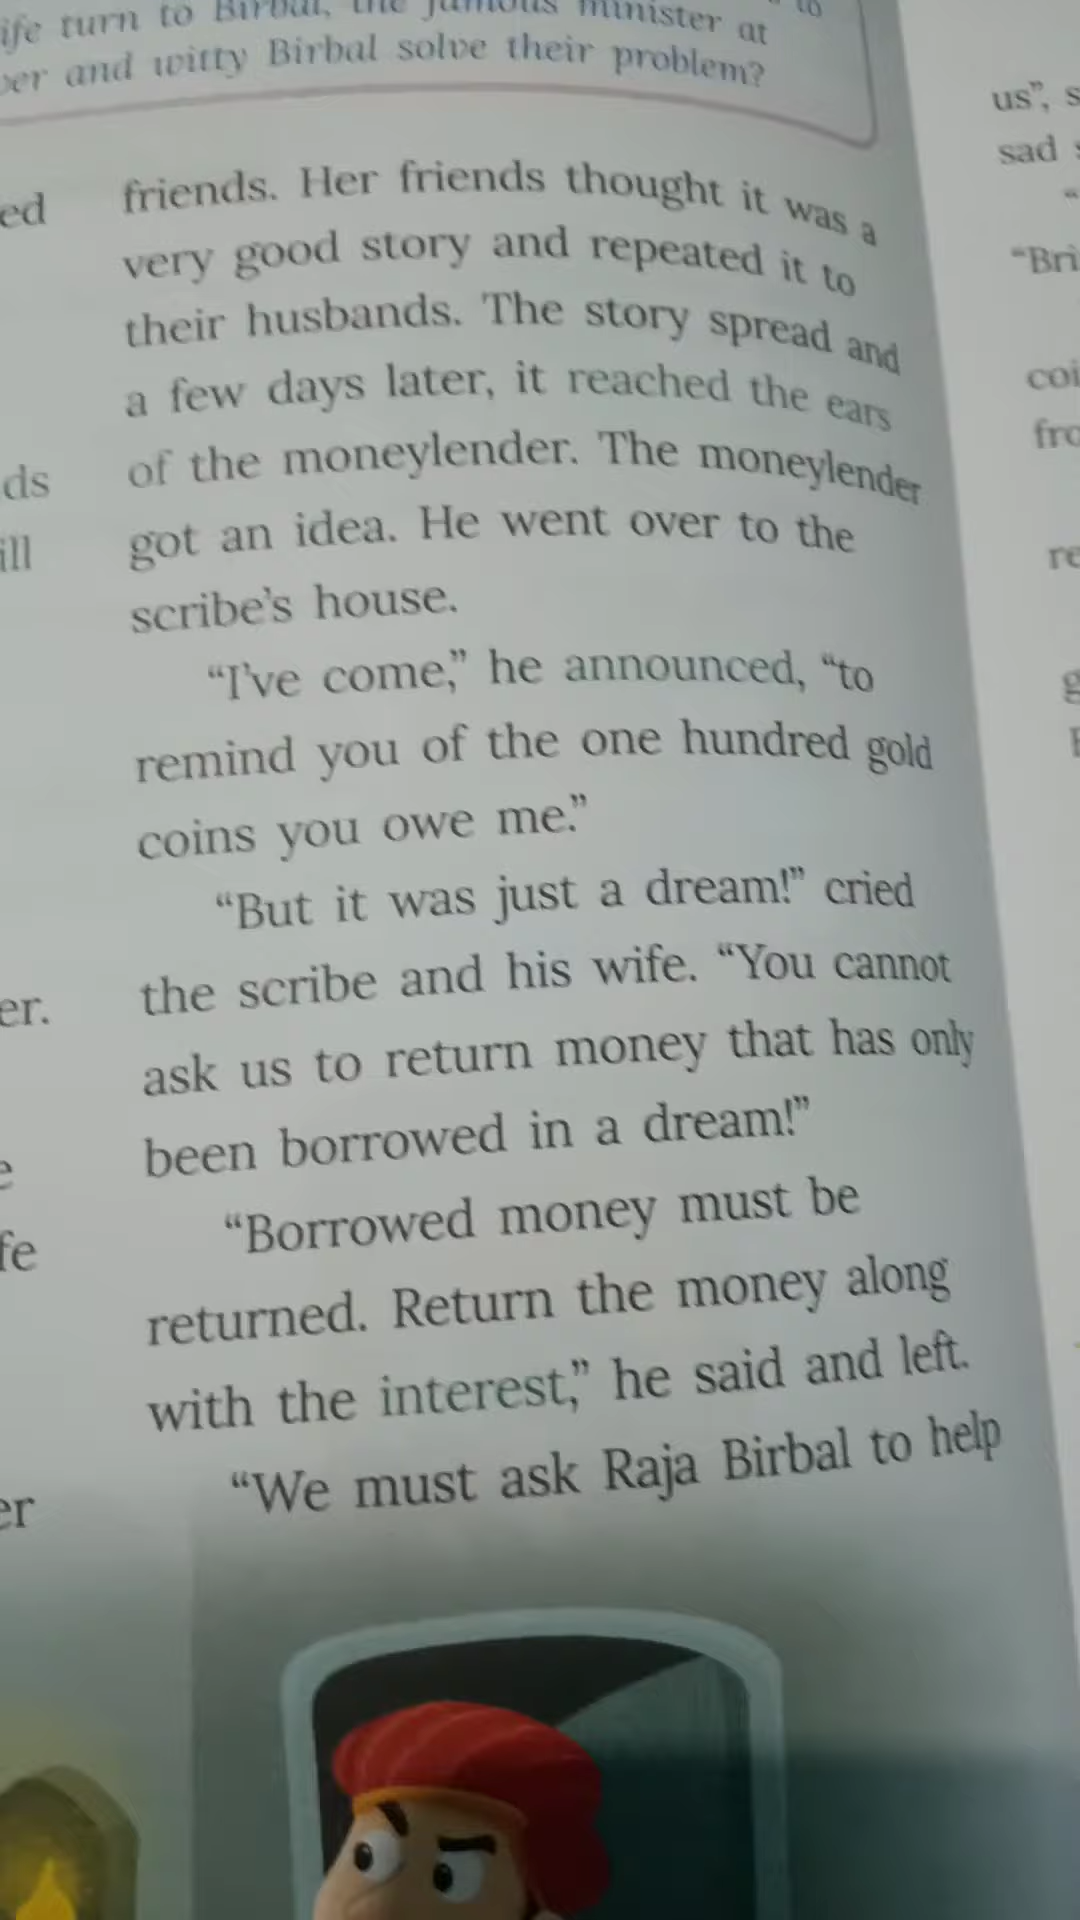 turn to Birbal, the famous minister at
and witty Birbal solve their problem?
friends. Her friends thought it was a
very good story and repeated it to
their husbands. The story spread and
a few days later, it reached the ears
of the moneylender. The moneylender
got an idea. He went over to the
scribe's house.
“I've come,” he announced, “to
remind you of the one hundred gold
coins you owe me.”
“But it was just a dream!” cried
the scribe and his wife. “You cannot
ask us to return money that has only
been borrowed in a dream!”
“Borrowed money must be
returned. Return the money along
with the interest,” he said and left.
“We must ask Raja Birbal to help
us”, s
sad
“Bri
coi
fro
re